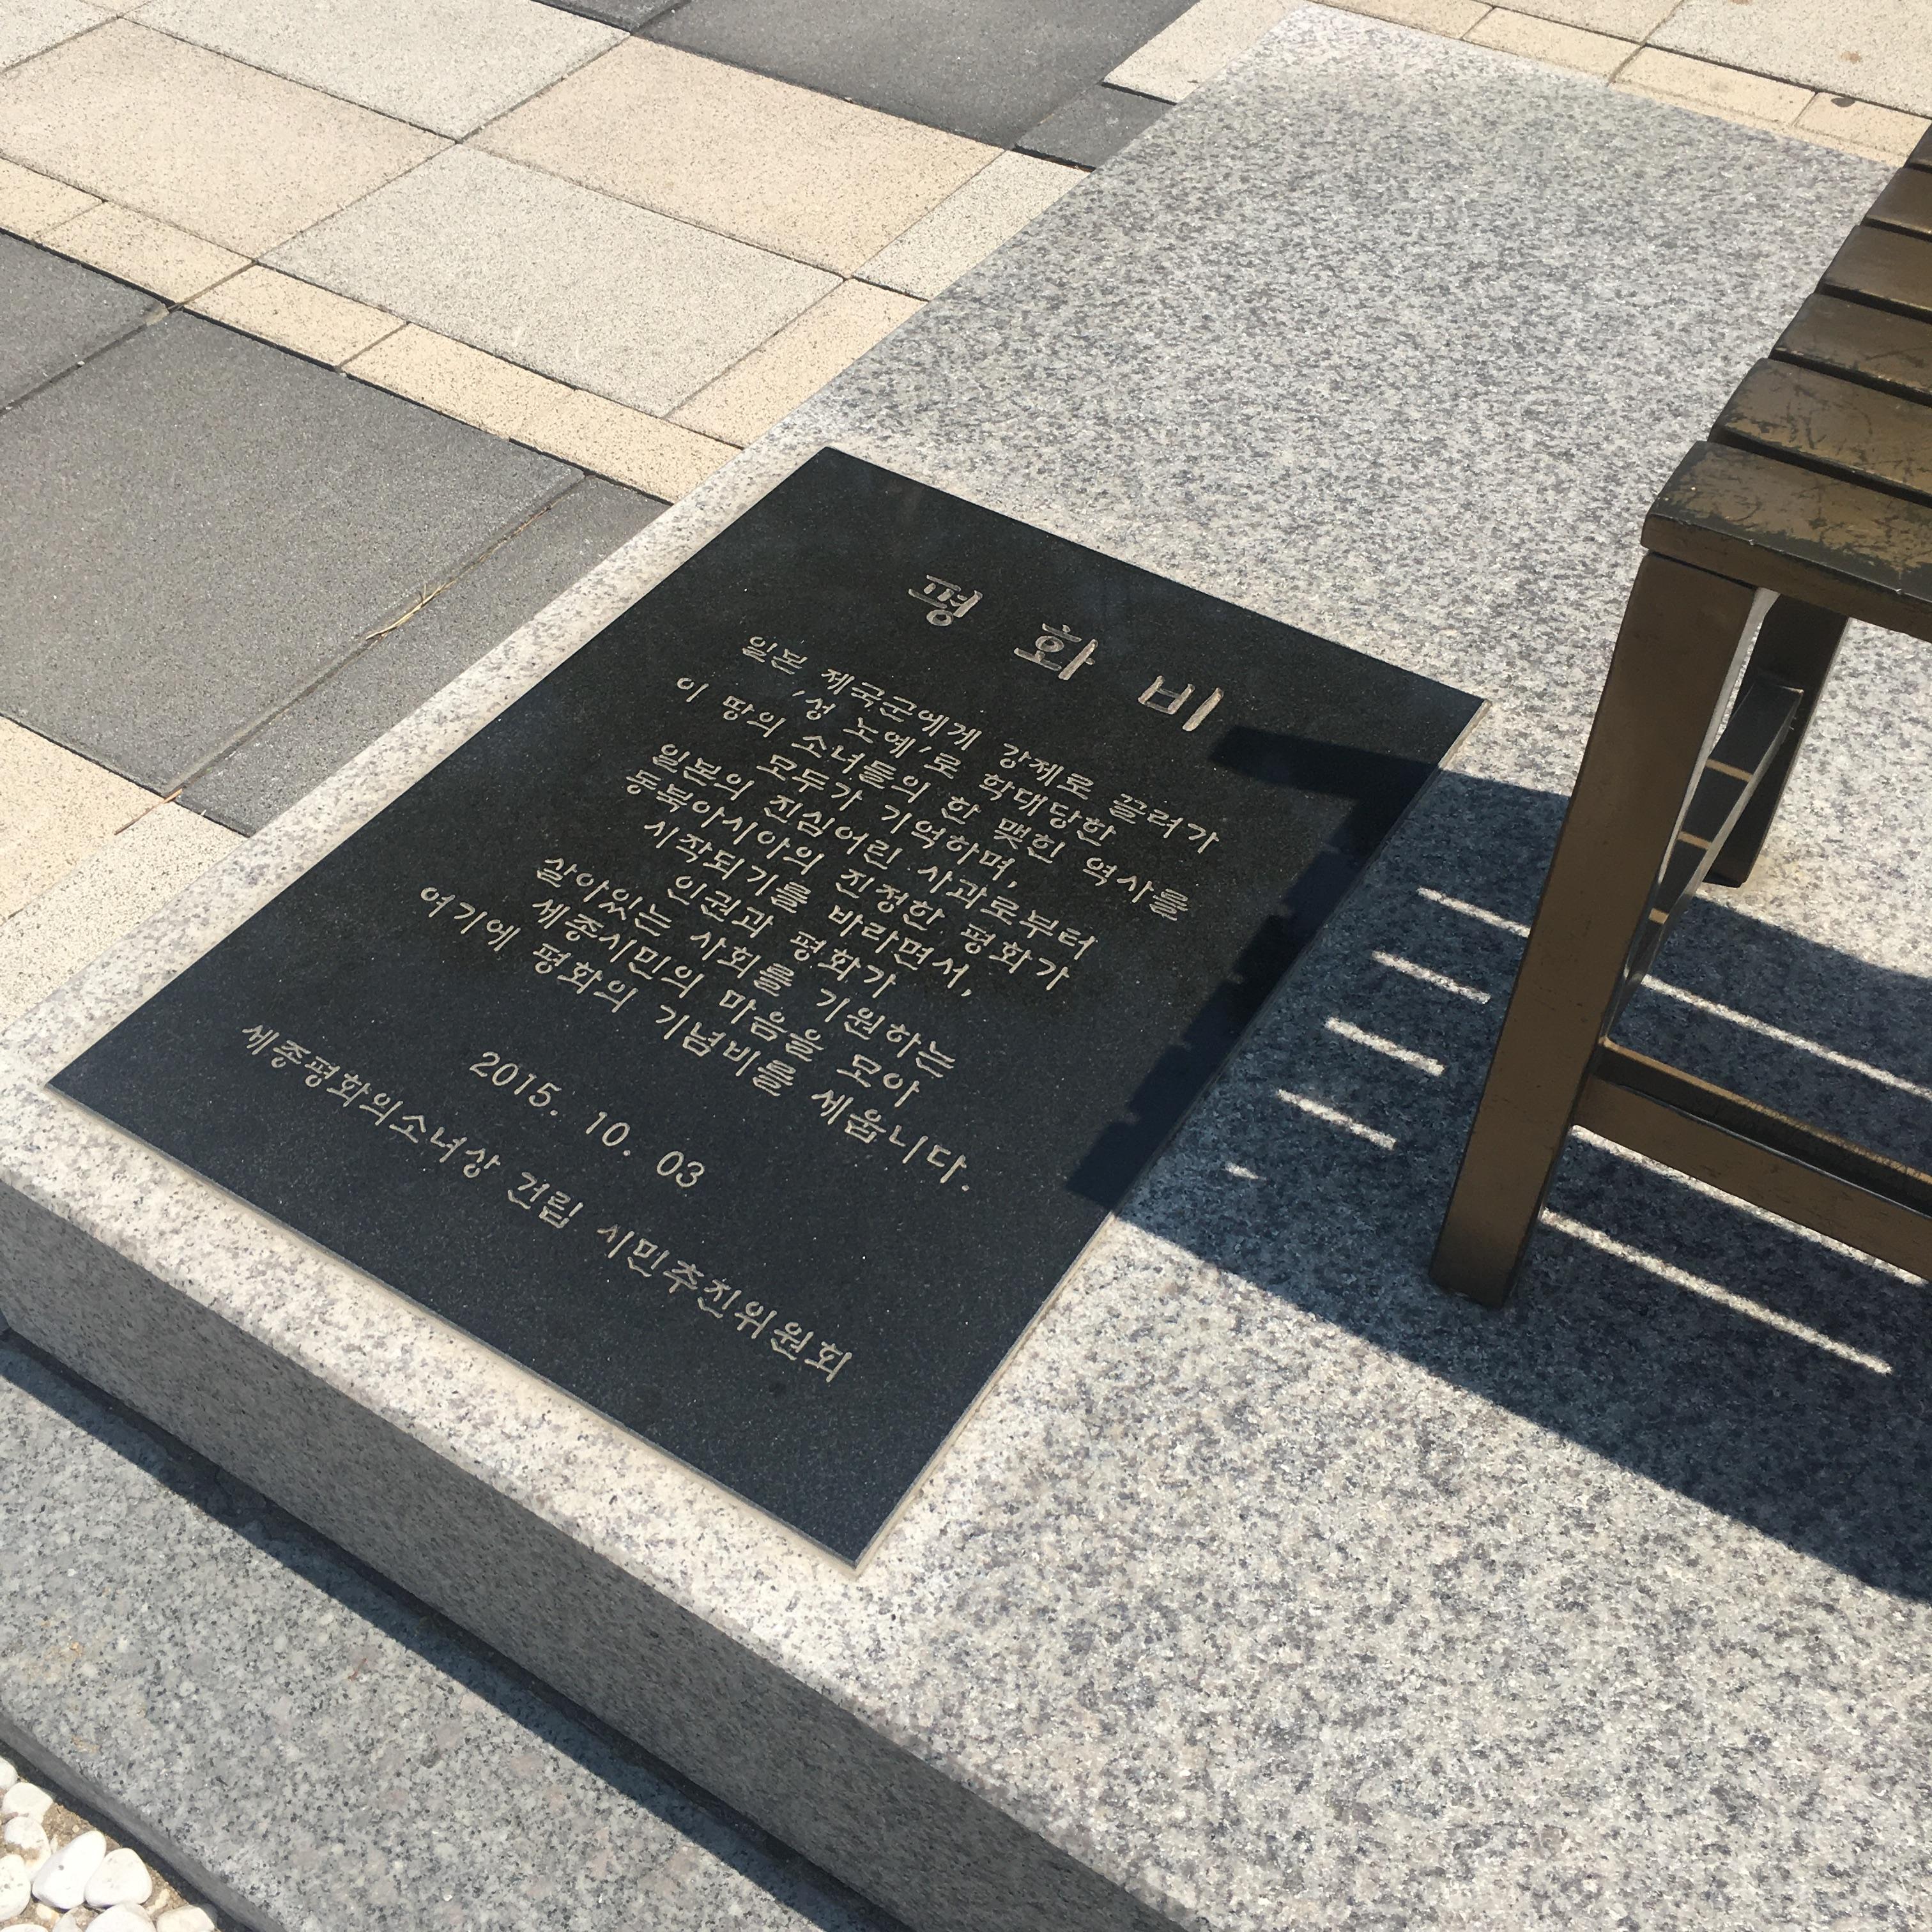 평 화 비
일본 제국군에게 강제로 끌려가
'성 노예'로 학대당한
이 땅의 소녀들의 한 맺힌 역사를
모두가 기억하며,
일본의 진심어린 사과로부터
동북아시아의 진정한 평화가
시작되기를 바라면서,
인권과 평화가
살아있는 사회를 기원하는
세종시민의 마음을 모아
여기에 평화의 기념비를 세웁니다.
2015. 10. 03
세종평화의소녀상 건립 시민추진위원회